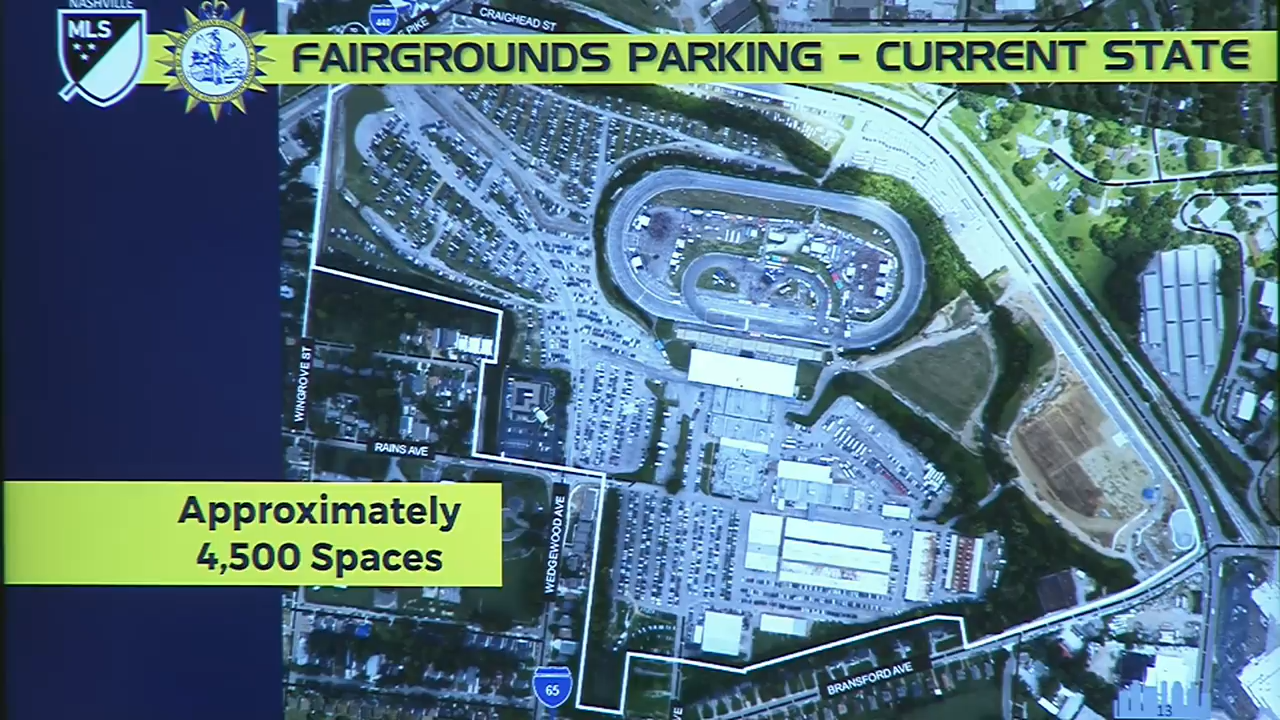 NASHVILLE
MLS
440
PIKE
CRAIGHEAD ST
FAIRGROUNDS PARKING – CURRENT STATE
WINGROVE ST
RAINS AVE
Approximately
4,500 Spaces
WEDGEWOOD AVE
65
BRANSFORD AVE
13